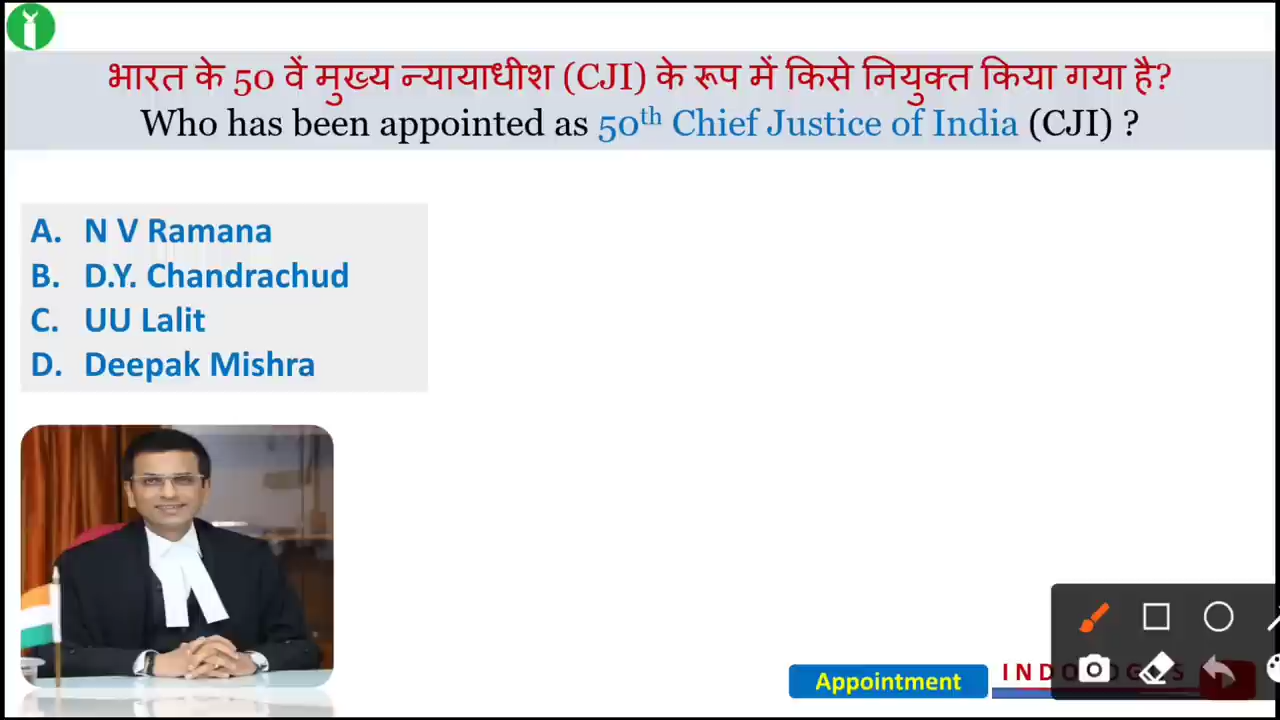 भारत के 50 वें मुख्य न्यायाधीश (CJI) के रूप में किसे नियुक्त किया गया है?
Who has been appointed as 50th Chief Justice of India (CJI) ?
A. N V Ramana
B. D.Y. Chandrachud
C. UU Lalit
D. Deepak Mishra
Appointment